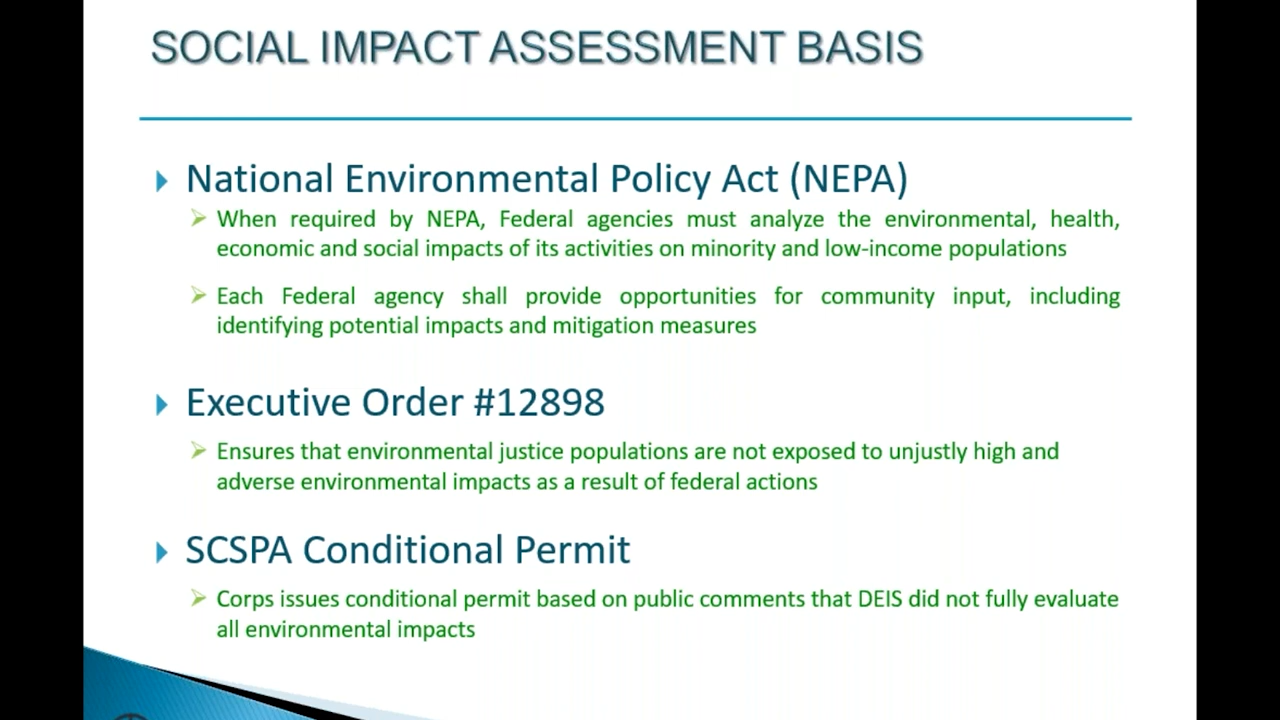 SOCIAL IMPACT ASSESSMENT BASIS
National Environmental Policy Act (NEPA)
When required by NEPA, Federal agencies must analyze the environmental, health,
economic and social impacts of its activities on minority and low-income populations
Each Federal agency shall provide opportunities for community input, including
identifying potential impacts and mitigation measures
Executive Order #12898
Ensures that environmental justice populations are not exposed to unjustly high and
adverse environmental impacts as a result of federal actions
SCSPA Conditional Permit
Corps issues conditional permit based on public comments that DEIS did not fully evaluate
all environmental impacts